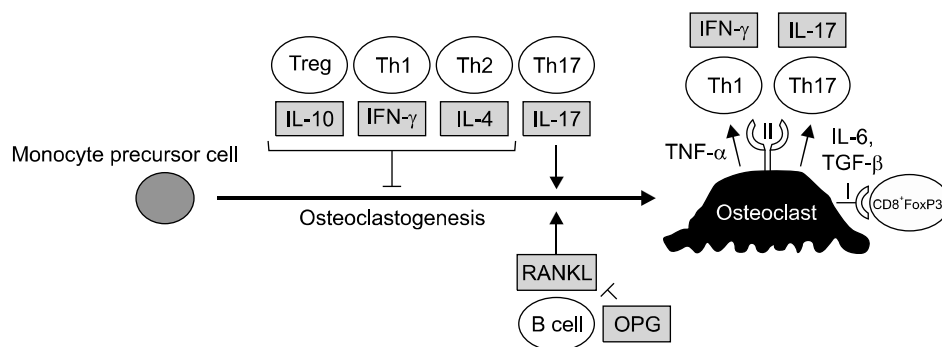 IFN-γ IL-17
Treg Th1 Th2 Th17 Th1 Th17
IL-10 IFN-γ IL-4 IL-17
II
TNF-α IL-6,
TGF-β
Monocyte precursor cell
I
Osteoclastogenesis
Osteoclast
CD8⁺FoxP3
RANKL
B cell OPG